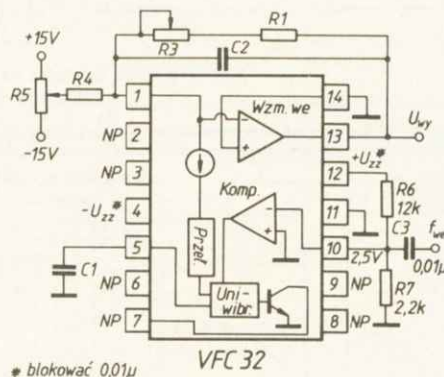 +15V
R5
-15V
R4
R3
R1
C2
1
NP 2
NP 3
-Uzz* 4
5
C1
NP 6
NP 7
Wzm. we
-
+
Komp.
-
+
Przeł
Uni-
wibr.
14
13
Uwy
+Uzz*
12
11
10
2,5V
9 NP
8 NP
R6
12k
C3
fwe
0,01µ
R7
2,2k
VFC 32
* blokować 0,01µ